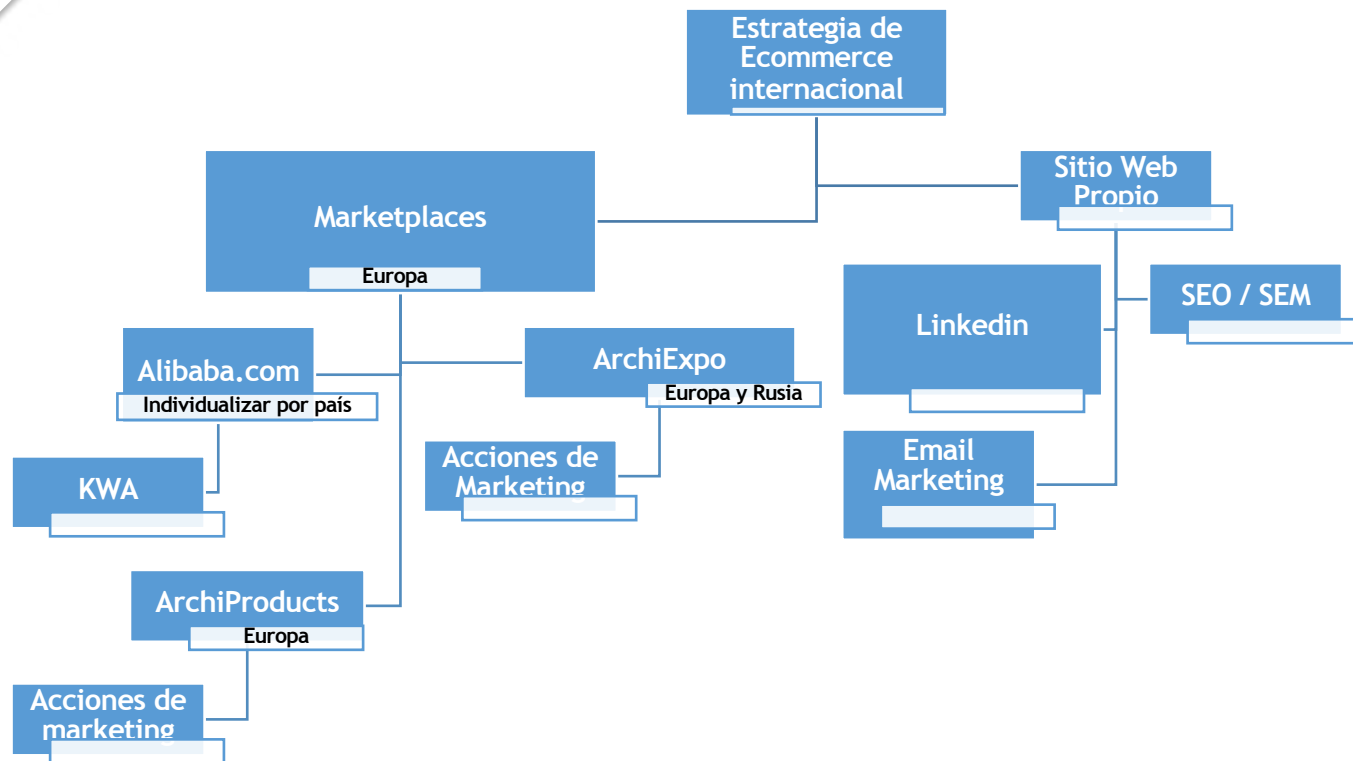 Estrategia de
Ecommerce
internacional
Marketplaces
Europa
Sitio Web
Propio
Alibaba.com
Individualizar por país
KWA
ArchiExpo
Europa y Rusia
Acciones de
Marketing
ArchiProducts
Europa
Acciones de
marketing
Linkedin
SEO / SEM
Email
Marketing